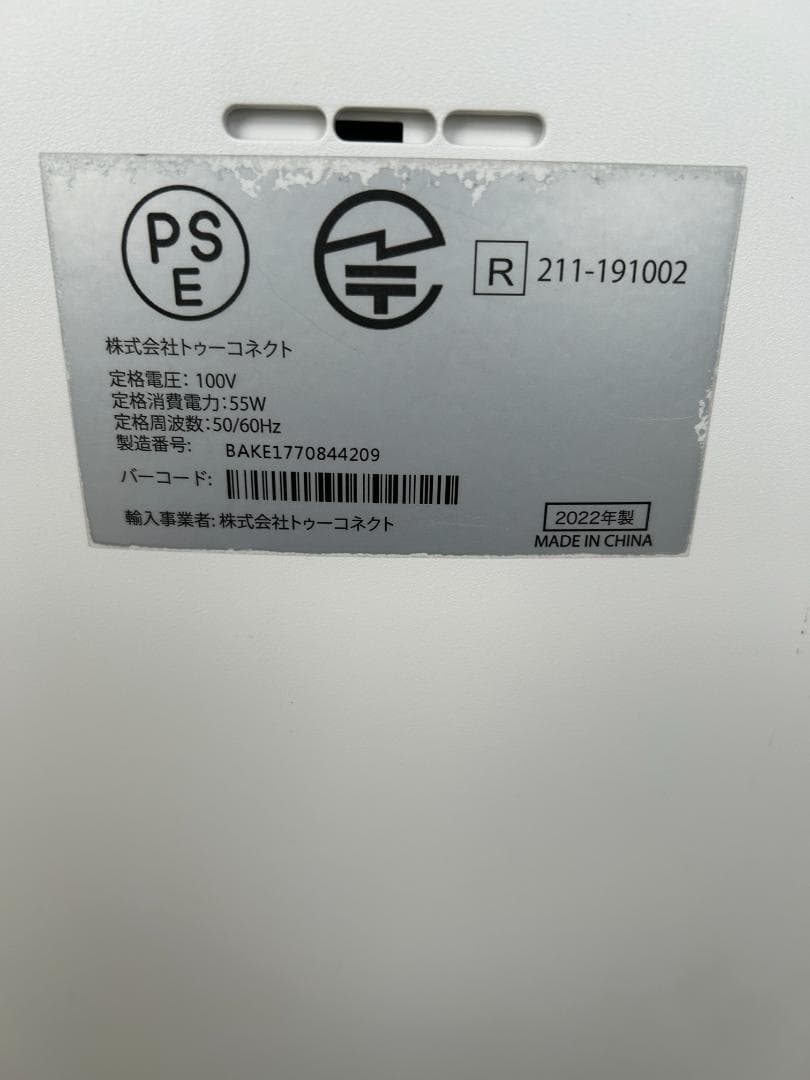 PS
E
R 211-191002
株式会社トゥーコネクト
定格電圧: 100V
定格消費電力:55W
定格周波数:50/60Hz
製造番号: BAKE1770844209
バーコード:
輸入事業者:株式会社トゥーコネクト
2022年製
MADE IN CHINA